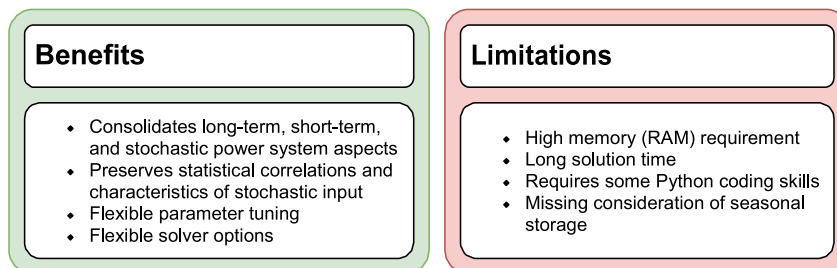 Benefits
• Consolidates long-term, short-term,
and stochastic power system aspects
• Preserves statistical correlations and
characteristics of stochastic input
• Flexible parameter tuning
• Flexible solver options
Limitations
• High memory (RAM) requirement
• Long solution time
• Requires some Python coding skills
• Missing consideration of seasonal
storage